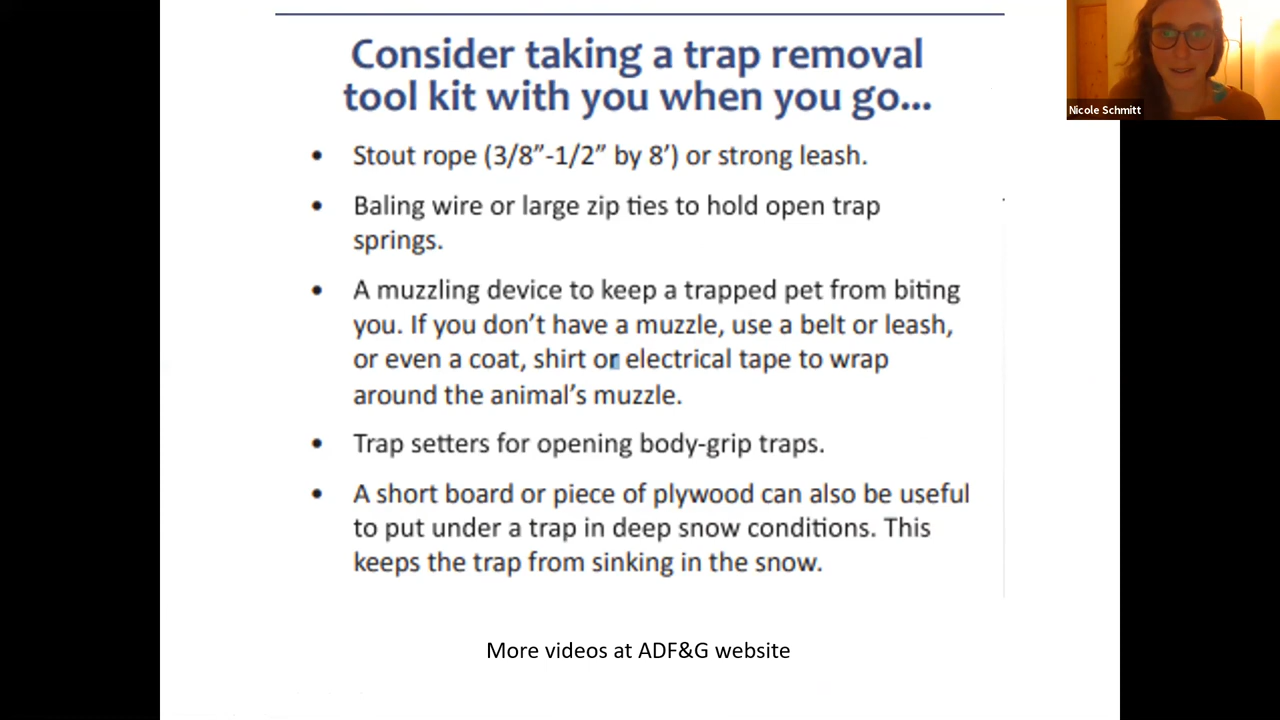 Consider taking a trap removal
tool kit with you when you go...
• Stout rope (3/8”-1/2” by 8’) or strong leash.
• Baling wire or large zip ties to hold open trap
springs.
• A muzzling device to keep a trapped pet from biting
you. If you don’t have a muzzle, use a belt or leash,
or even a coat, shirt or electrical tape to wrap
around the animal’s muzzle.
• Trap setters for opening body-grip traps.
• A short board or piece of plywood can also be useful
to put under a trap in deep snow conditions. This
keeps the trap from sinking in the snow.
More videos at ADF&G website
Nicole Schmitt